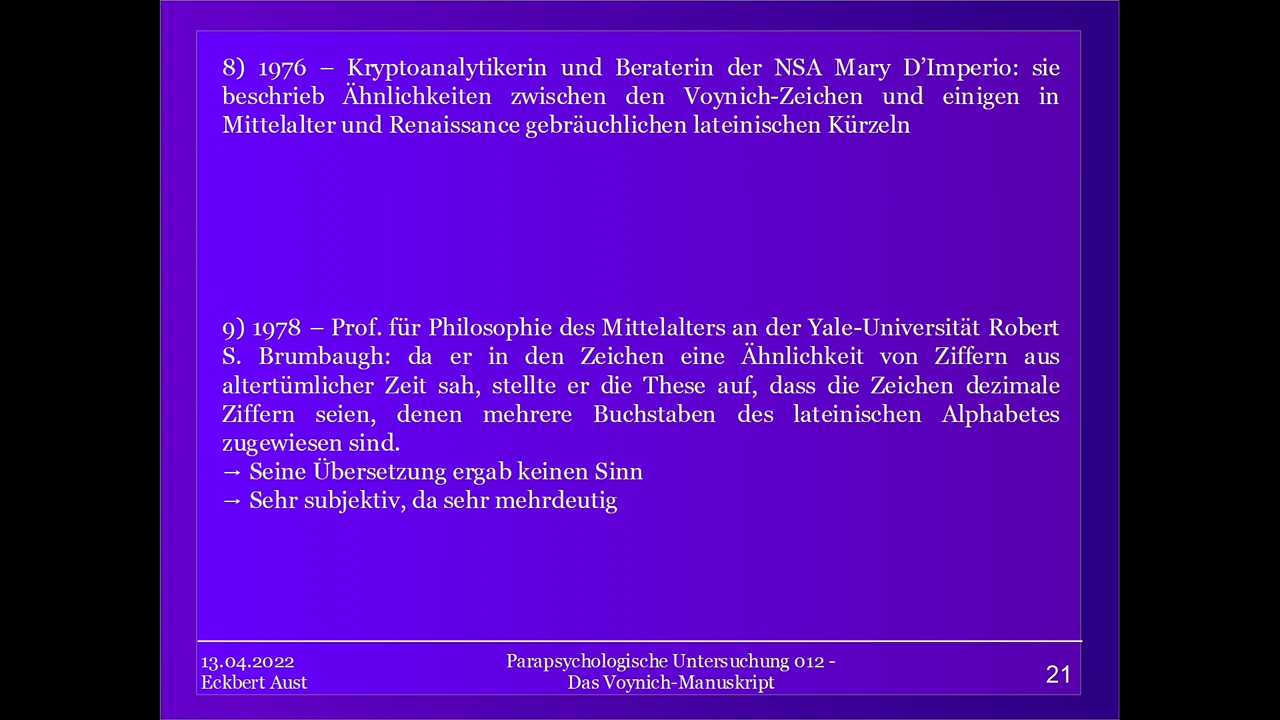 8) 1976 – Kryptoanalytikerin und Beraterin der NSA Mary D’Imperio: sie
beschrieb Ähnlichkeiten zwischen den Voynich-Zeichen und einigen in
Mittelalter und Renaissance gebräuchlichen lateinischen Kürzeln
9) 1978 – Prof. für Philosophie des Mittelalters an der Yale-Universität Robert
S. Brumbaugh: da er in den Zeichen eine Ähnlichkeit von Ziffern aus
altertümlicher Zeit sah, stellte er die These auf, dass die Zeichen dezimale
Ziffern seien, denen mehrere Buchstaben des lateinischen Alphabetes
zugewiesen sind.
→ Seine Übersetzung ergab keinen Sinn
→ Sehr subjektiv, da sehr mehrdeutig
13.04.2022
Eckbert Aust
Parapsychologische Untersuchung 012 -
Das Voynich-Manuskript
21